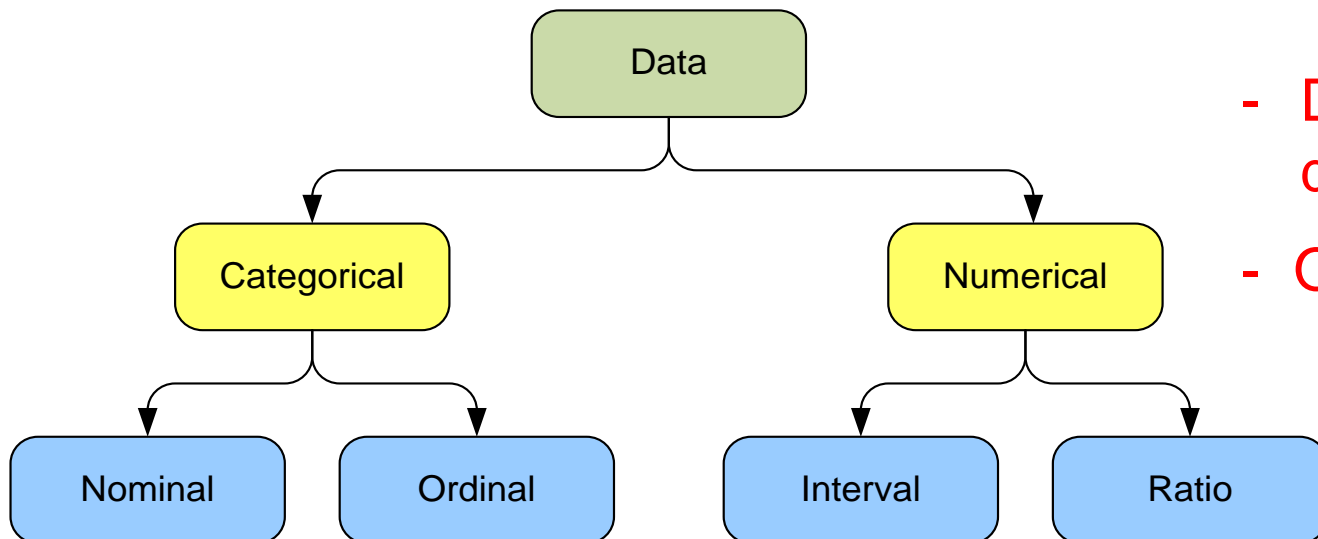 Data
Categorical
Numerical
Nominal
Ordinal
Interval
Ratio
-
-